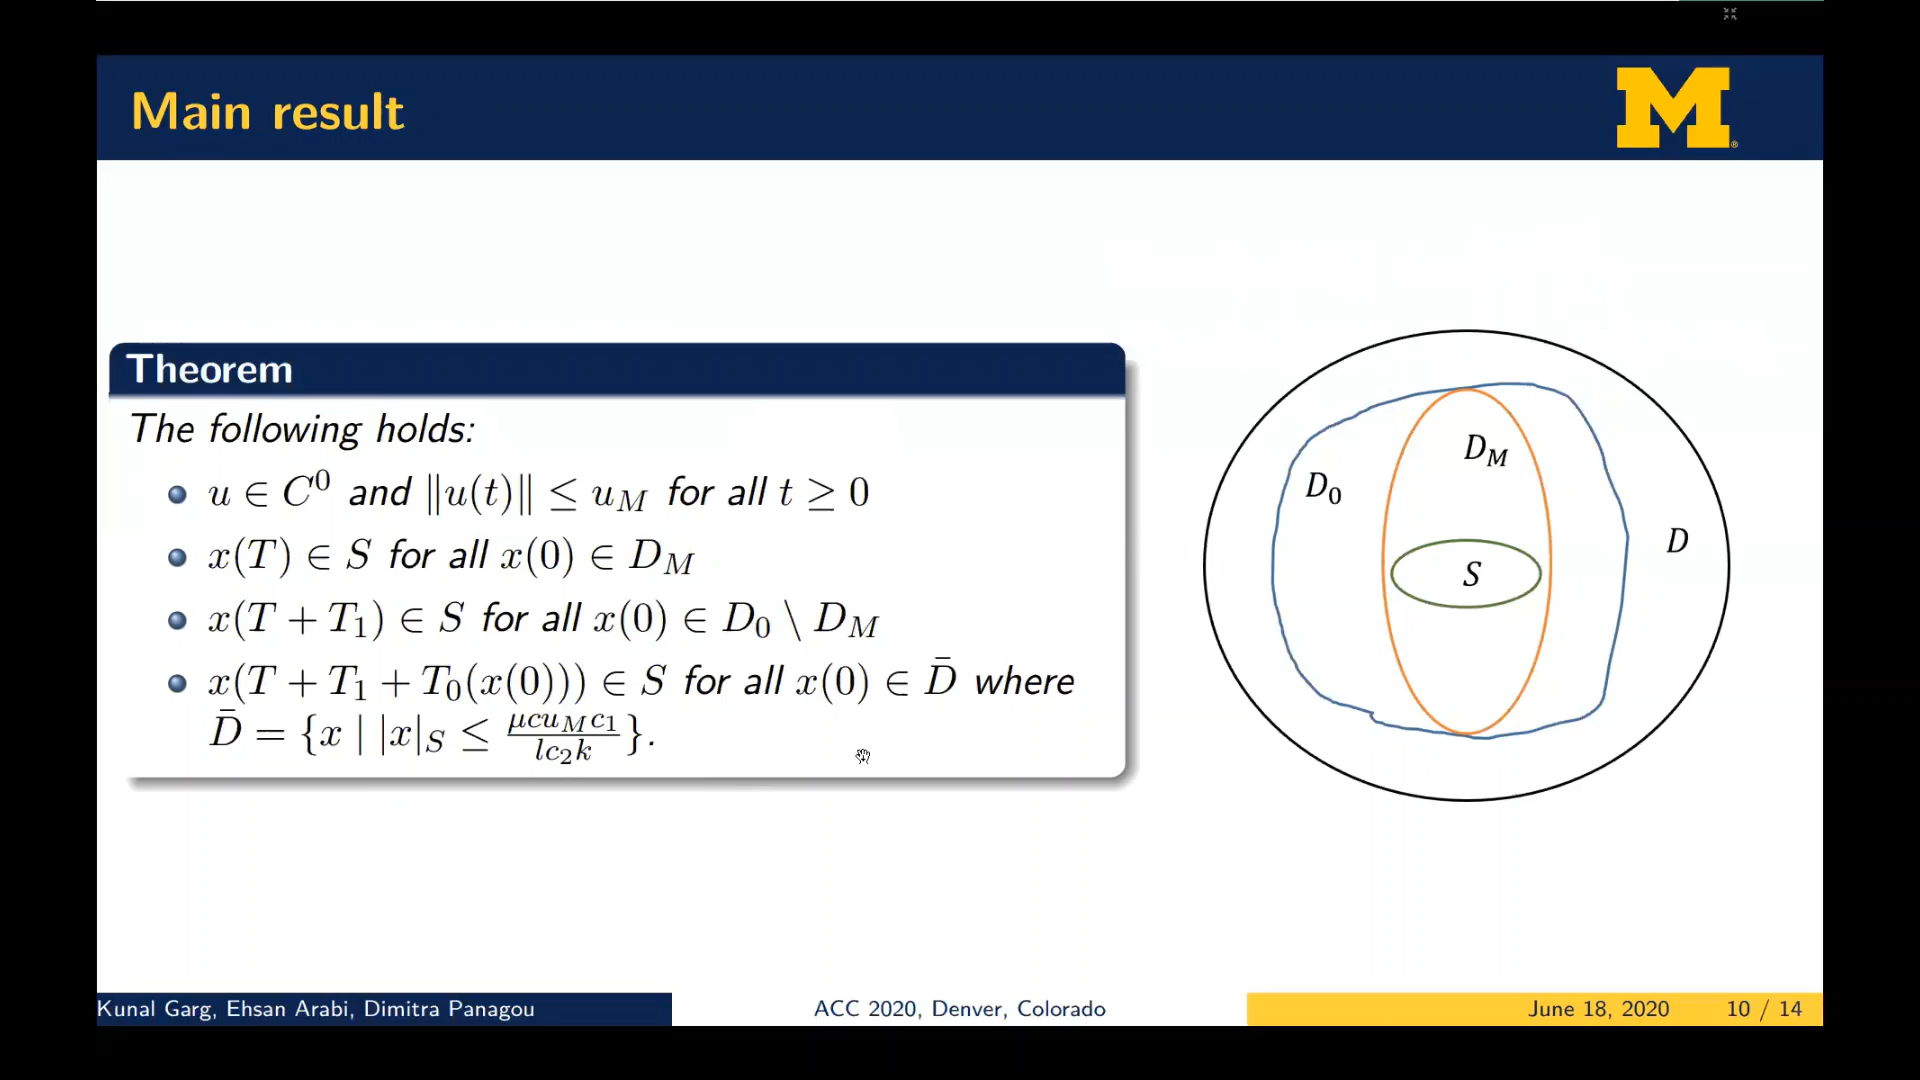 Main result
M
Theorem
The following holds:
u ∈ C⁰ and ‖u(t)‖ ≤ u_M for all t ≥ 0
x(T) ∈ S for all x(0) ∈ D_M
x(T + T₁) ∈ S for all x(0) ∈ D₀ \ D_M
x(T + T₁ + T₀(x(0))) ∈ S for all x(0) ∈ D̄ where
D̄ = {x | |x|_S ≤ \frac{μcu_Mc₁}{lc₂k}}.
D_M
D₀
D
S
Kunal Garg, Ehsan Arabi, Dimitra Panagou
ACC 2020, Denver, Colorado
June 18, 2020
10 / 14